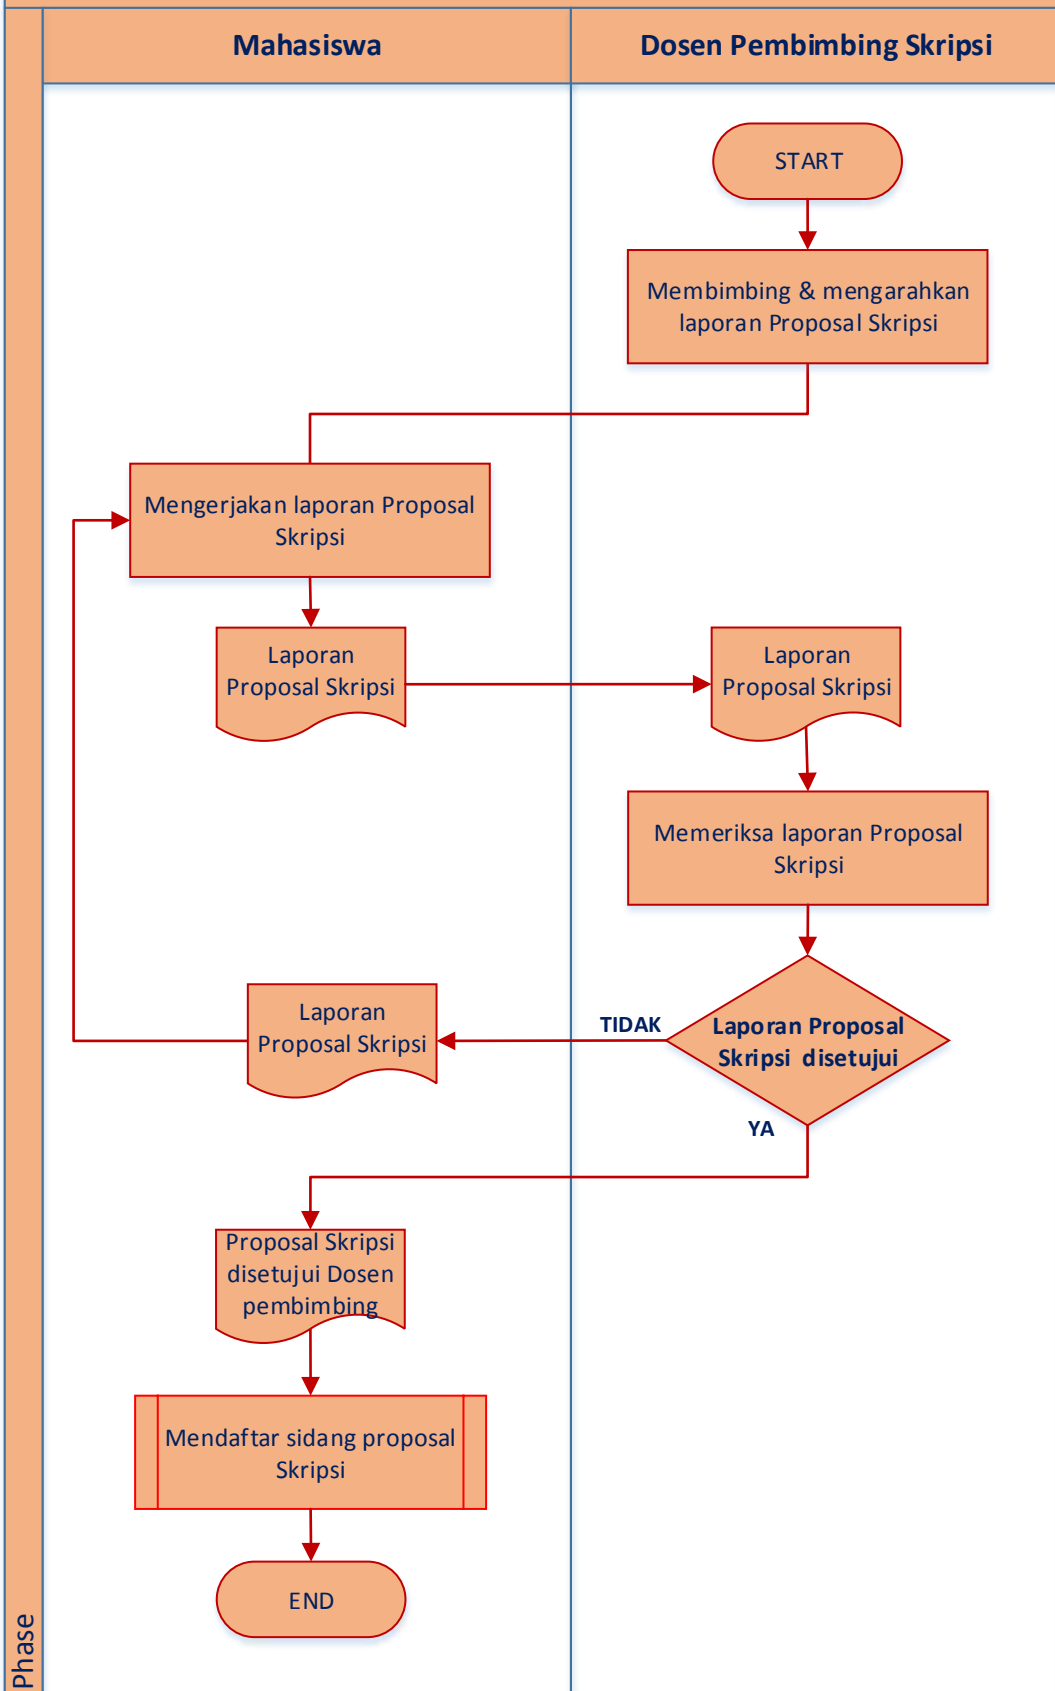 Mahasiswa
Dosen Pembimbing Skripsi
START
Membimbing & mengarahkan
laporan Proposal Skripsi
Mengerjakan laporan Proposal
Skripsi
Laporan
Proposal Skripsi
Laporan
Proposal Skripsi
Memeriksa laporan Proposal
Skripsi
Laporan Proposal
Skripsi disetujui
TIDAK
Laporan
Proposal Skripsi
YA
Proposal Skripsi
disetujui Dosen
pembimbing
Mendaftar sidang proposal
Skripsi
END
Phase